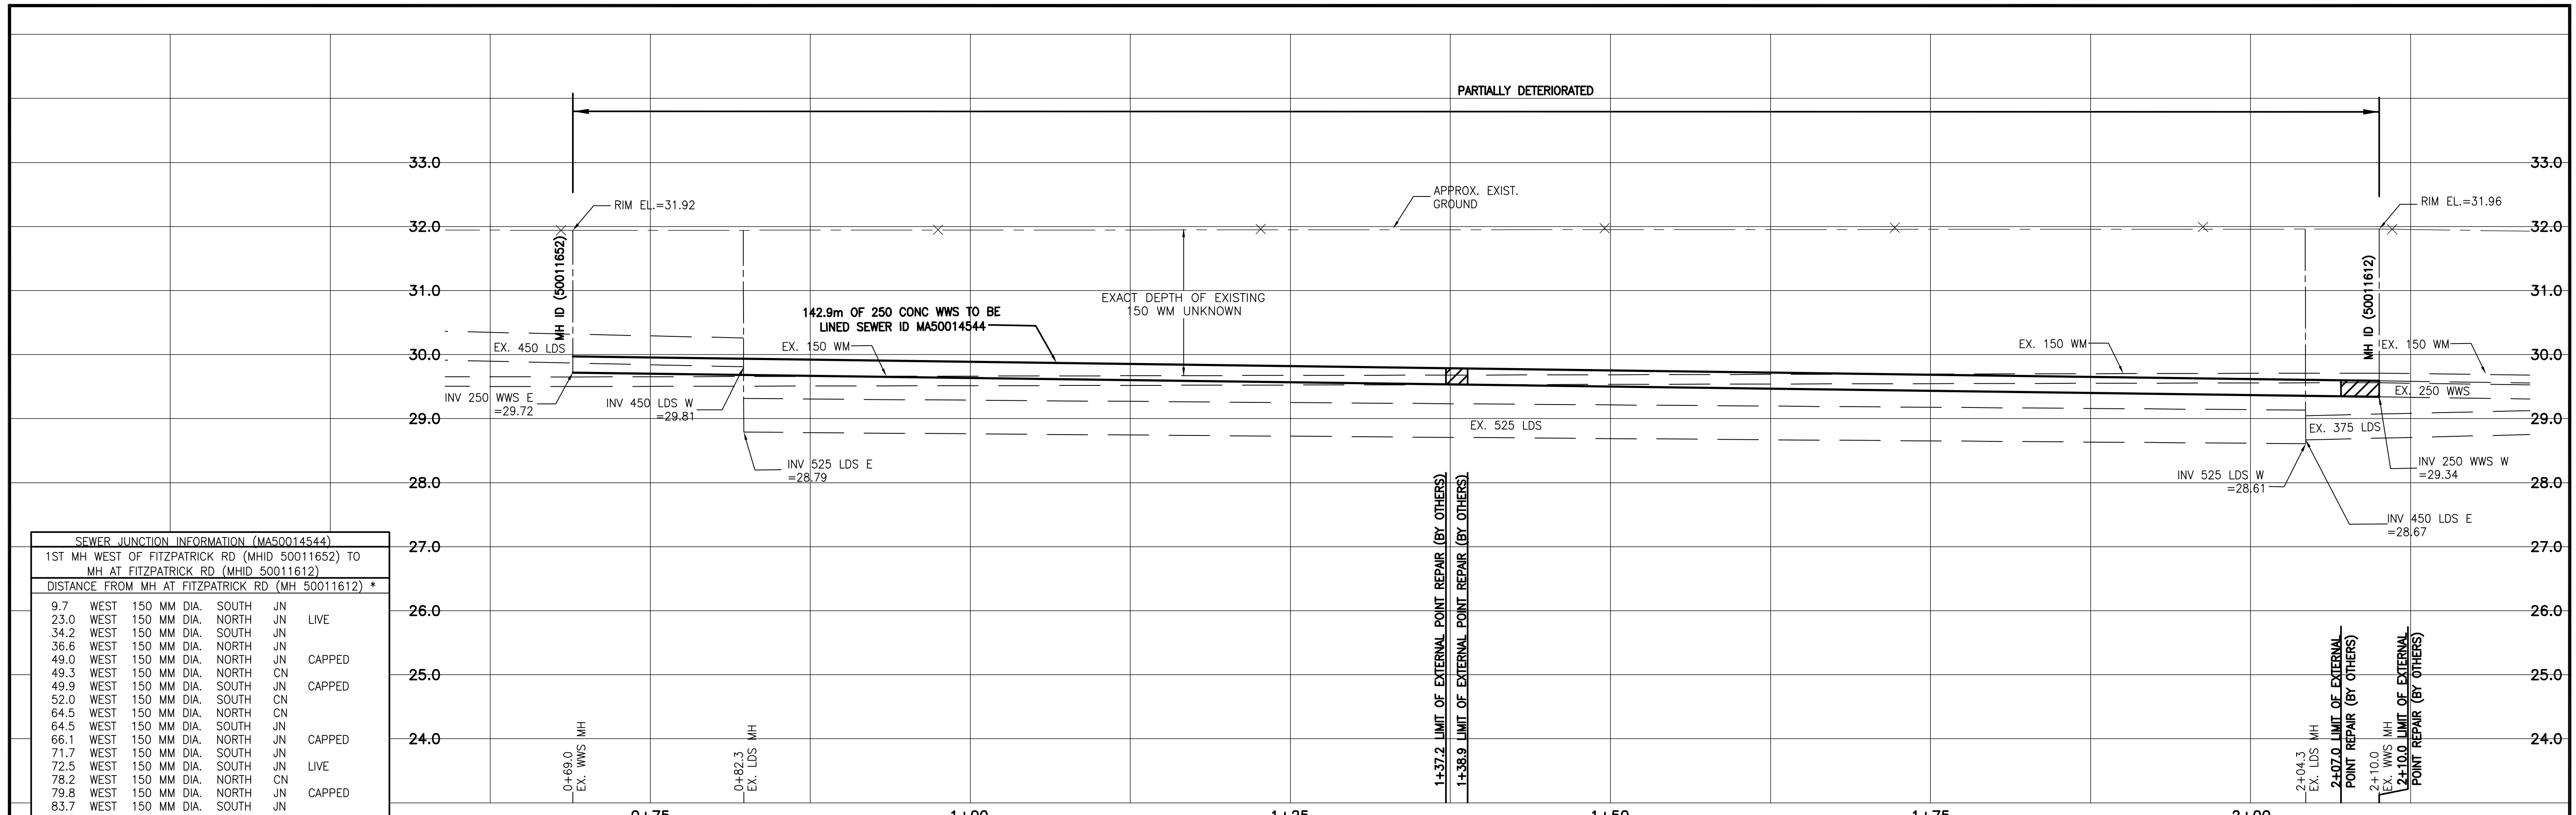 PARTIALLY DETERIORATED
33.0
33.0
RIM EL.=31.92
APPROX. EXIST.
GROUND
RIM EL.=31.96
32.0
32.0
MH ID (50011652)
MH ID (50011612)
31.0
31.0
EXACT DEPTH OF EXISTING
150 WM UNKNOWN
142.9m OF 250 CONC WWS TO BE
LINED SEWER ID MA50014544
EX. 450 LDS
EX. 150 WM
EX. 150 WM
EX. 150 WM
30.0
30.0
INV 250 WWS E
=29.72
INV 450 LDS W
=29.81
EX. 250 WWS
29.0
29.0
EX. 525 LDS
EX. 375 LDS
INV 525 LDS E
=28.79
INV 525 LDS W
=28.61
INV 250 WWS W
=29.34
28.0
28.0
INV 450 LDS E
=28.67
27.0
27.0
26.0
26.0
25.0
25.0
24.0
24.0
SEWER JUNCTION INFORMATION (MA50014544)
1ST MH WEST OF FITZPATRICK RD (MHID 50011652) TO
MH AT FITZPATRICK RD (MHID 50011612)
DISTANCE FROM MH AT FITZPATRICK RD (MH 50011612) *
9.7 WEST 150 MM DIA. SOUTH JN
23.0 WEST 150 MM DIA. NORTH JN LIVE
34.2 WEST 150 MM DIA. SOUTH JN
36.6 WEST 150 MM DIA. NORTH JN
49.0 WEST 150 MM DIA. NORTH JN CAPPED
49.3 WEST 150 MM DIA. NORTH CN
49.9 WEST 150 MM DIA. SOUTH JN CAPPED
52.0 WEST 150 MM DIA. SOUTH CN
64.5 WEST 150 MM DIA. NORTH CN
64.5 WEST 150 MM DIA. SOUTH JN
66.1 WEST 150 MM DIA. NORTH JN CAPPED
71.7 WEST 150 MM DIA. SOUTH JN
72.5 WEST 150 MM DIA. SOUTH JN LIVE
78.2 WEST 150 MM DIA. NORTH CN
79.8 WEST 150 MM DIA. NORTH JN CAPPED
83.7 WEST 150 MM DIA. SOUTH JN
0+69.0
EX. WWS MH
0+82.3
EX. LDS MH
1+37.2 LIMIT OF EXTERNAL POINT REPAIR (BY OTHERS)
1+38.9 LIMIT OF EXTERNAL POINT REPAIR (BY OTHERS)
2+04.3
EX. LDS MH
2+07.0 LIMIT OF EXTERNAL
POINT REPAIR (BY OTHERS)
2+10.0
EX. WWS MH
2+10.0 LIMIT OF EXTERNAL
POINT REPAIR (BY OTHERS)
0+75
1+00
1+25
1+50
1+75
2+00